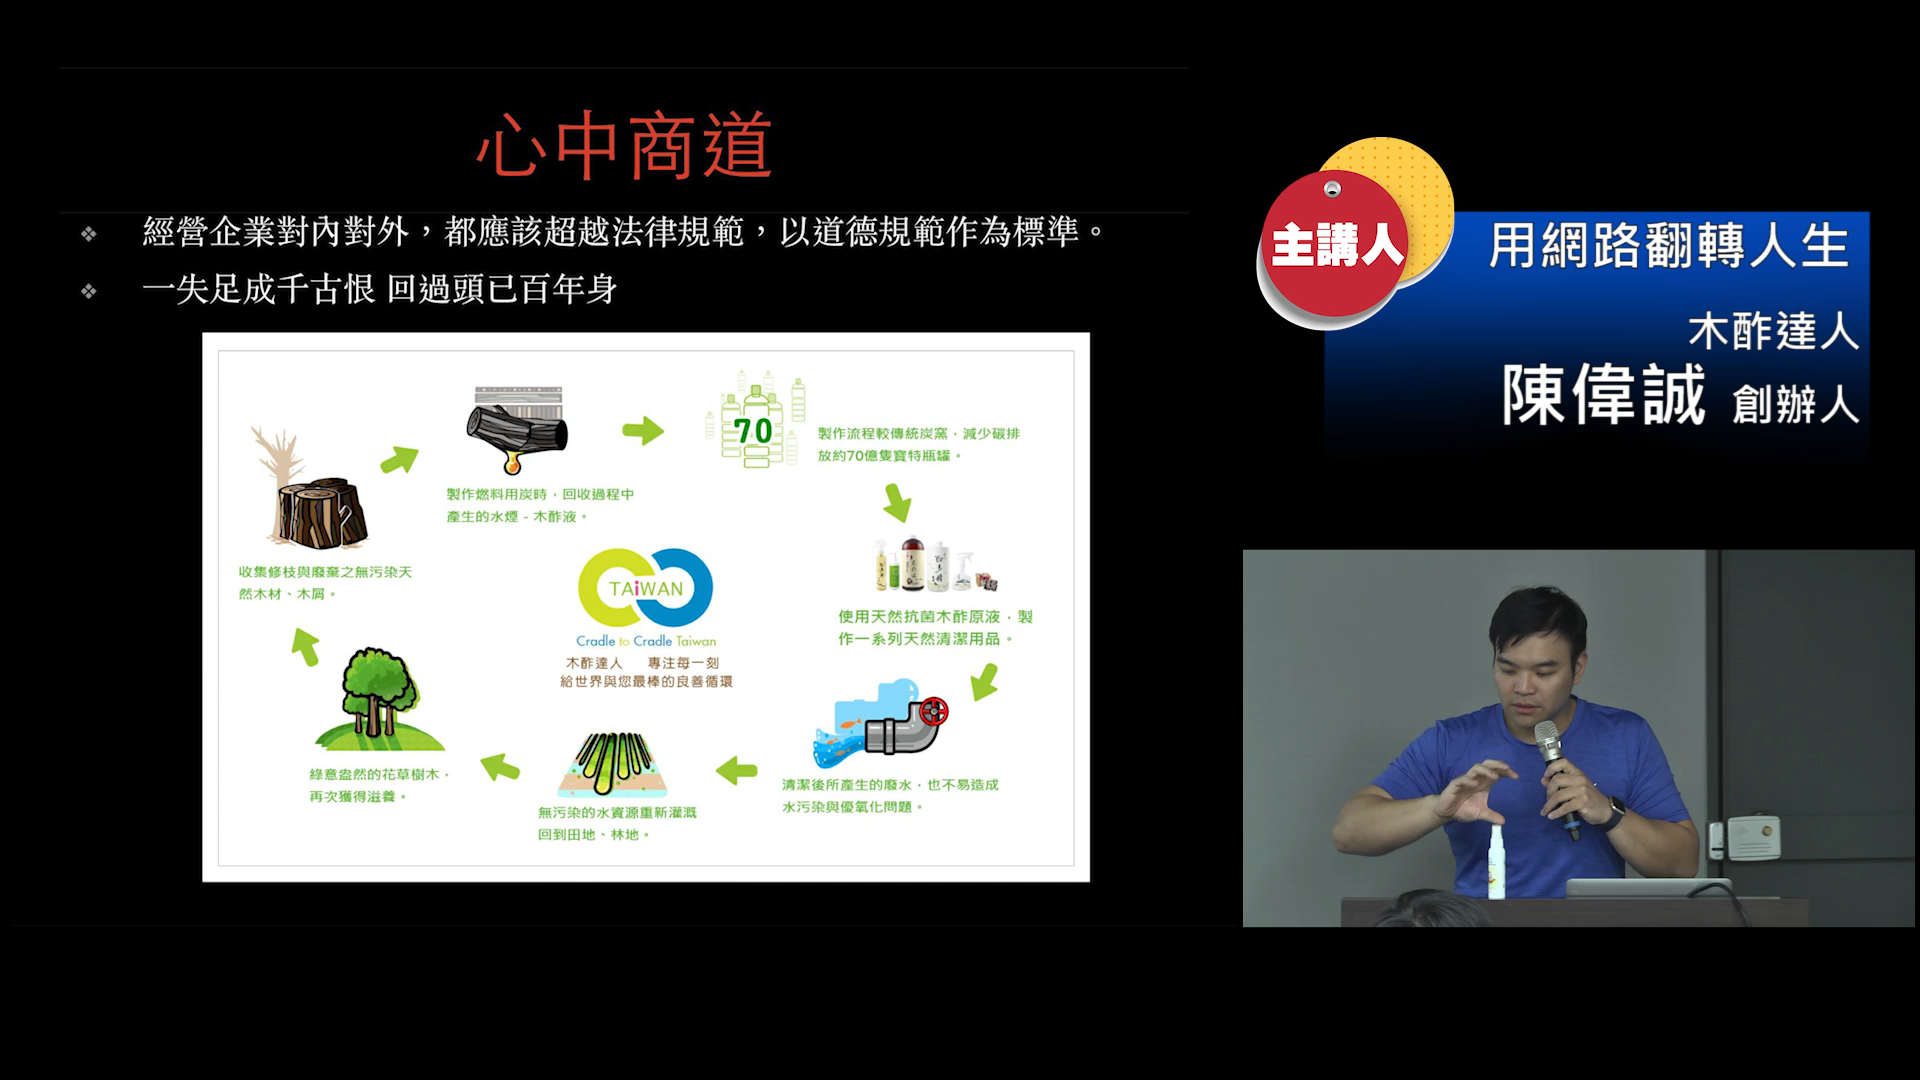 心中商道
經營企業對內對外，都應該超越法律規範，以道德規範作為標準。
一失足成千古恨 回過頭已百年身
收集修枝與廢棄之無污染天
然木材、木屑。
製作燃料用炭時，回收過程中
產生的水煙－木酢液。
70
製作流程較傳統炭窯，減少碳排
放約70億隻寶特瓶罐。
使用天然抗菌木酢原液，製
作一系列天然清潔用品。
清潔後所產生的廢水，也不易造成
水污染與優氧化問題。
無污染的水資源重新灌溉
回到田地、林地。
綠意盎然的花草樹木，
再次獲得滋養。
TAiWAN
Cradle to Cradle Taiwan
木酢達人 專注每一刻
給世界與您最棒的良善循環
主講人
用網路翻轉人生
木酢達人
陳偉誠 創辦人